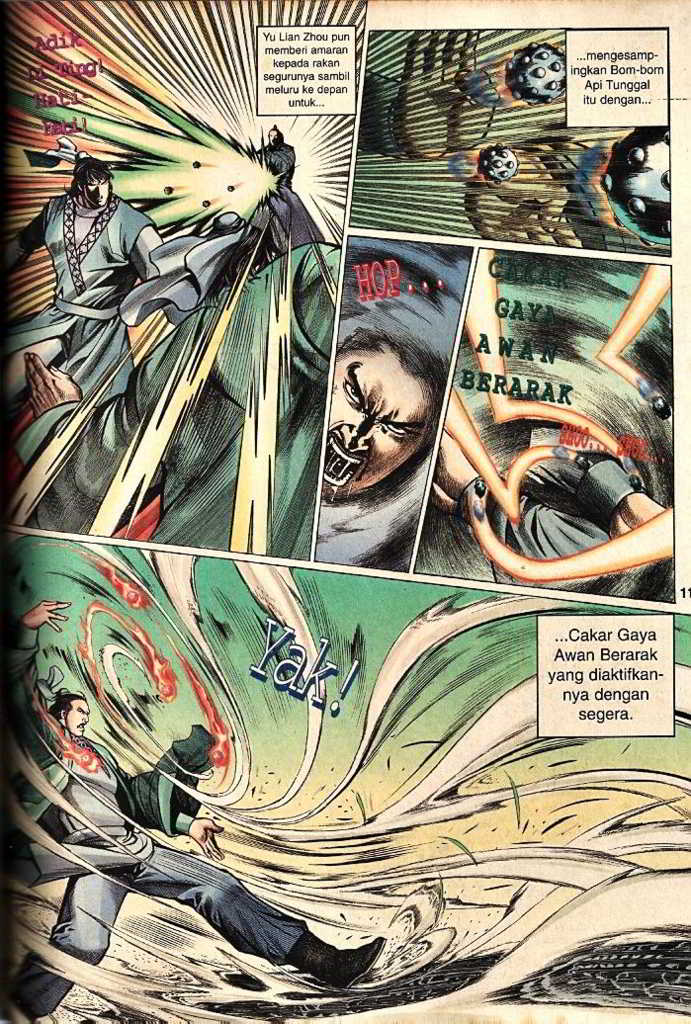 Adik
Ting!
Hati-
Hati!
Yu Lian Zhou pun
memberi amaran
kepada rakan
segurunya sambil
meluru ke depan
untuk...
...mengesamp-
ingkan Bom-bom
Api Tunggal
itu dengan...
HOP...
CAKAR
GAYA
AWAN
BERARAK
11
Yak!
...Cakar Gaya
Awan Berarak
yang diaktifkan-
nya dengan
segera.